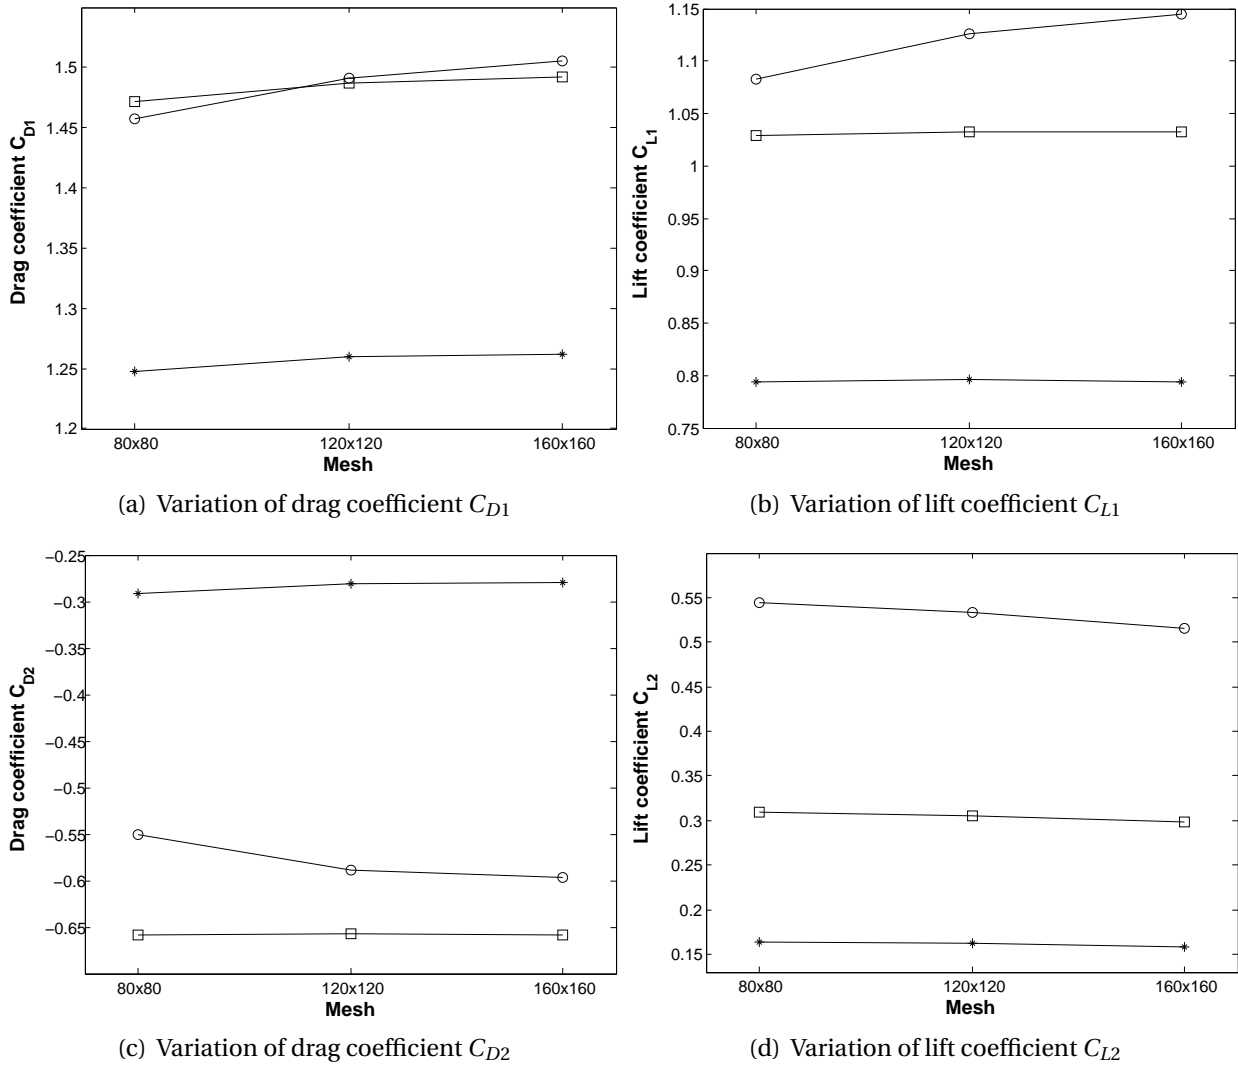 Drag coefficient C_D1
1.5
1.45
1.4
1.35
1.3
1.25
1.2
80x80 120x120 160x160
Mesh
(a) Variation of drag coefficient C_D1
Lift coefficient C_L1
1.15
1.1
1.05
1
0.95
0.9
0.85
0.8
0.75
80x80 120x120 160x160
Mesh
(b) Variation of lift coefficient C_L1
Drag coefficient C_D2
−0.25
−0.3
−0.35
−0.4
−0.45
−0.5
−0.55
−0.6
−0.65
80x80 120x120 160x160
Mesh
(c) Variation of drag coefficient C_D2
Lift coefficient C_L2
0.55
0.5
0.45
0.4
0.35
0.3
0.25
0.2
0.15
80x80 120x120 160x160
Mesh
(d) Variation of lift coefficient C_L2